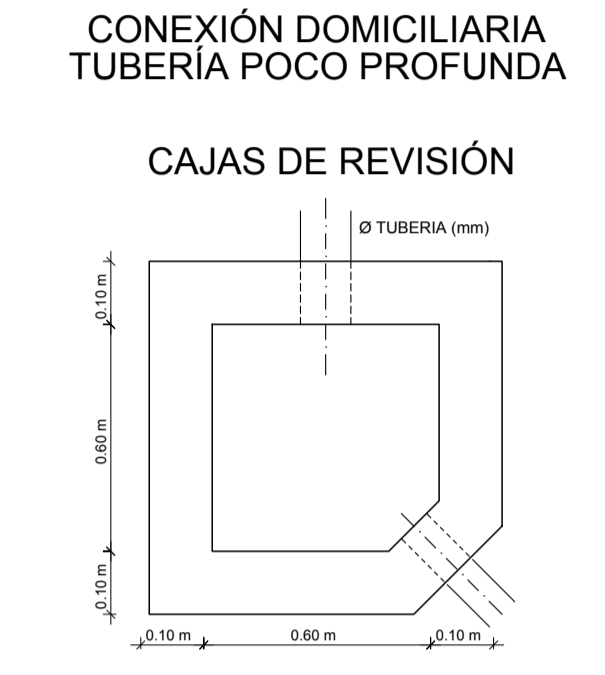 CONEXIÓN DOMICILIARIA
TUBERÍA POCO PROFUNDA
CAJAS DE REVISIÓN
Ø TUBERIA (mm)
0.10 m
0.60 m
0.10 m
0.10 m
0.60 m
0.10 m